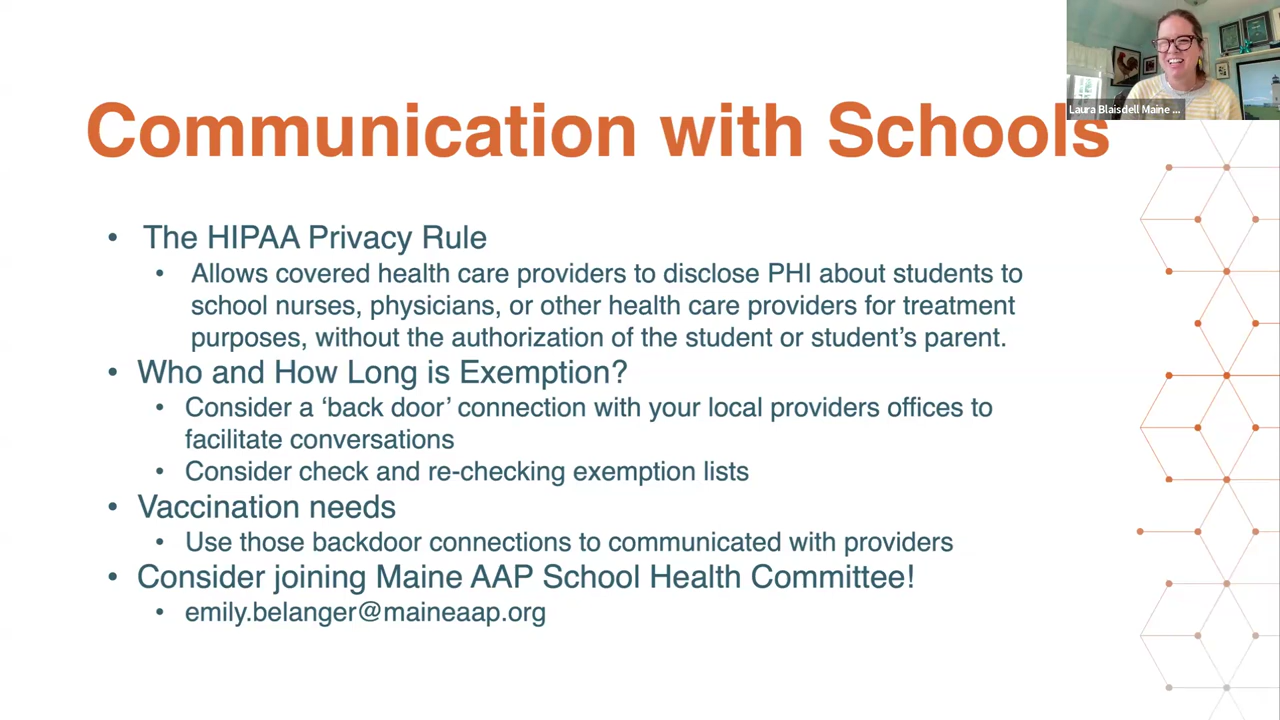 Laura Blaisdell Maine ...
Communication with Schools
• The HIPAA Privacy Rule
• Allows covered health care providers to disclose PHI about students to
school nurses, physicians, or other health care providers for treatment
purposes, without the authorization of the student or student’s parent.
• Who and How Long is Exemption?
• Consider a ‘back door’ connection with your local providers offices to
facilitate conversations
• Consider check and re-checking exemption lists
• Vaccination needs
• Use those backdoor connections to communicated with providers
• Consider joining Maine AAP School Health Committee!
• emily.belanger@maineaap.org